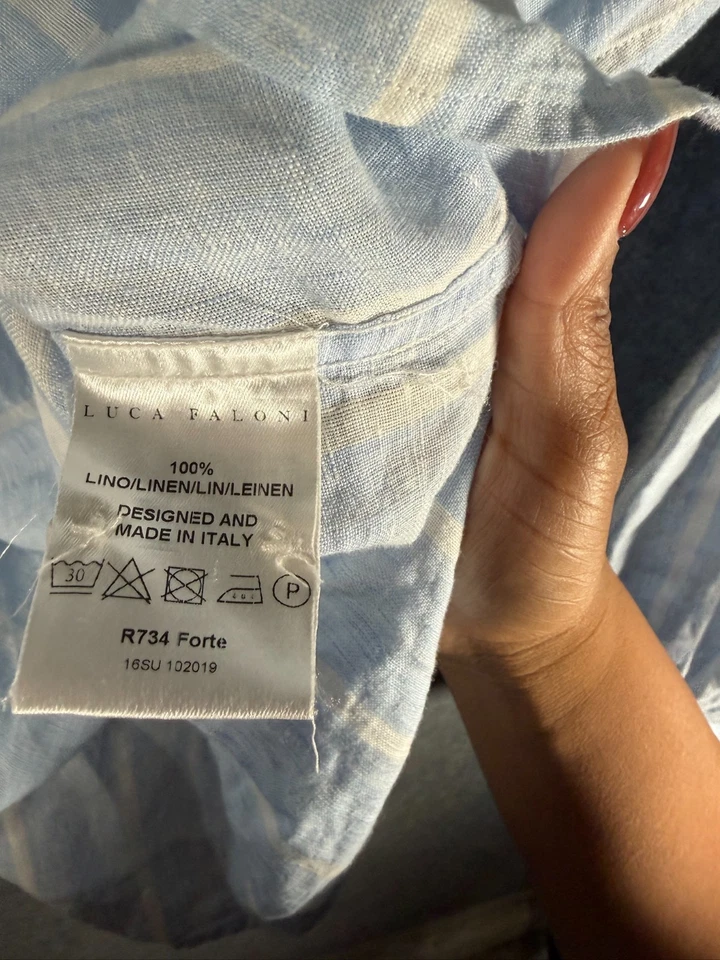 LUCA FALONI
100%
LINO/LINEN/LIN/LEINEN
DESIGNED AND
MADE IN ITALY
30 P
R734 Forte
16SU 102019